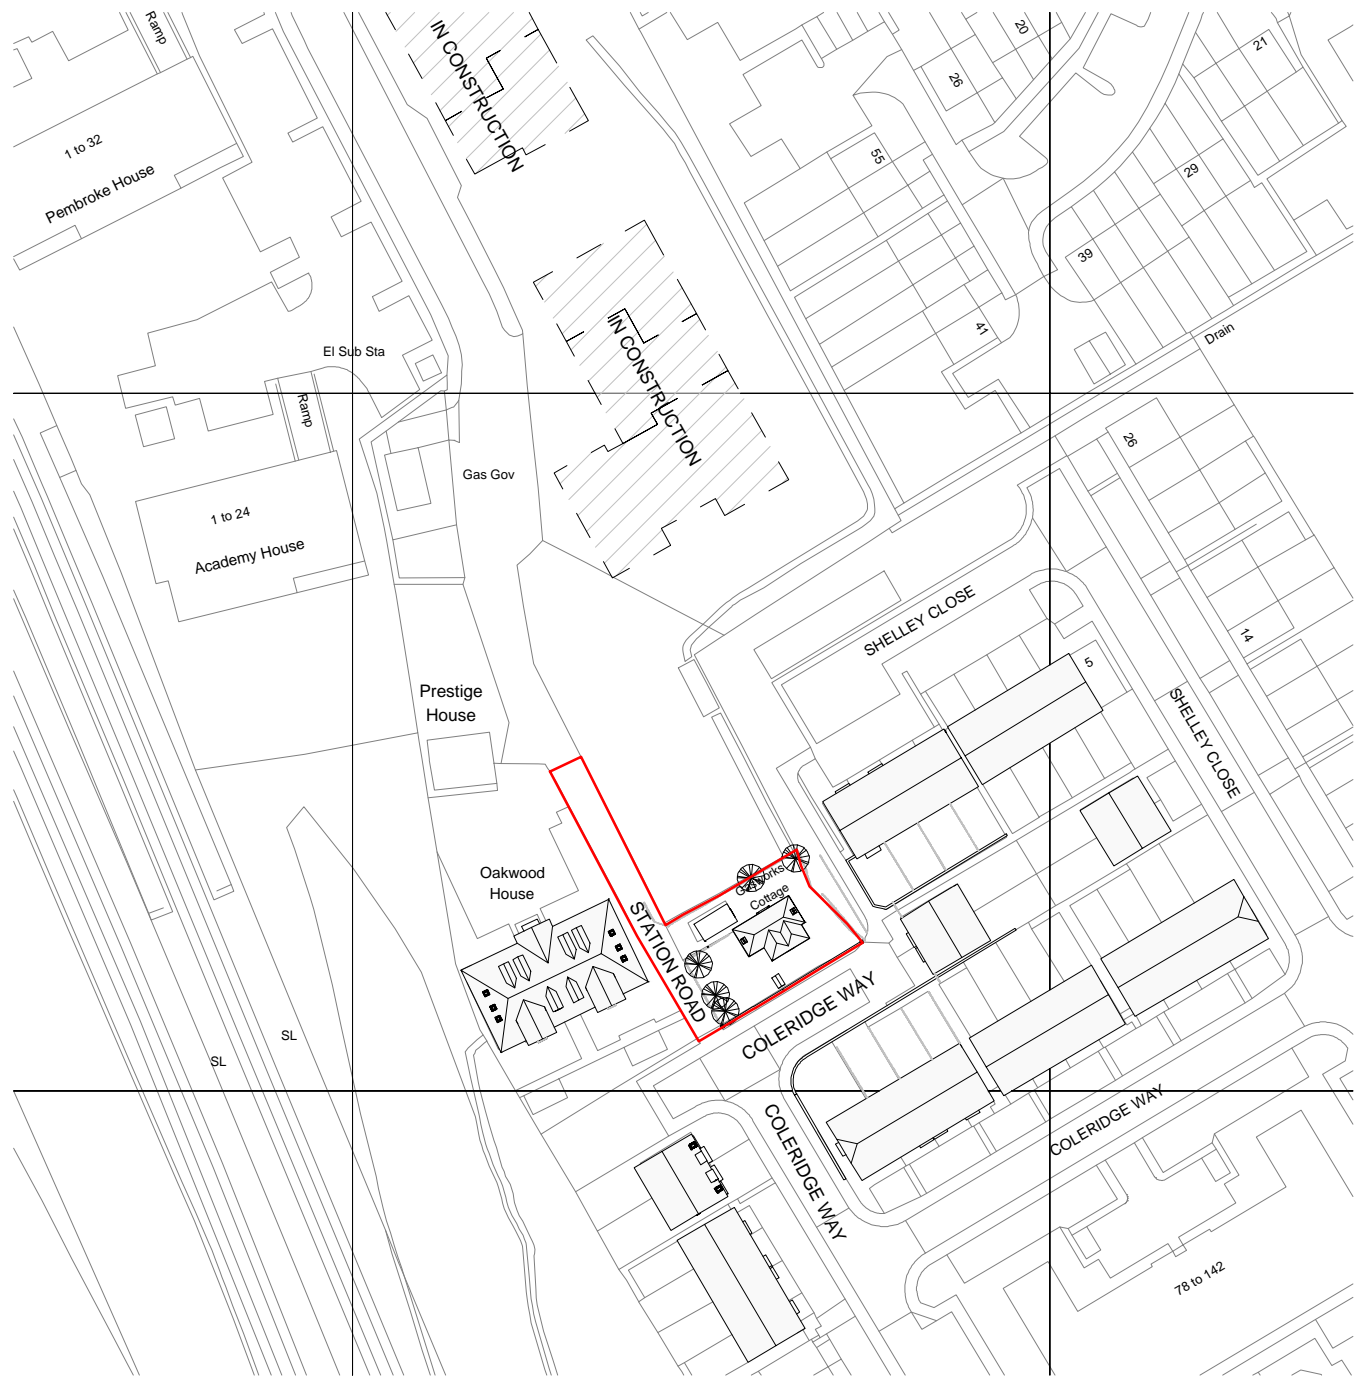 Ramp
IN CONSTRUCTION
20
21
26
1 to 32
55
Pembroke House
29
39
IN CONSTRUCTION
41
Drain
El Sub Sta
Ramp
26
Gas Gov
1 to 24
Academy House
SHELLEY CLOSE
14
5
Prestige
House
SHELLEY CLOSE
Oakwood
House
Gasworks
Cottage
STATION ROAD
COLERIDGE WAY
SL
SL
COLERIDGE WAY
COLERIDGE WAY
78 to 142